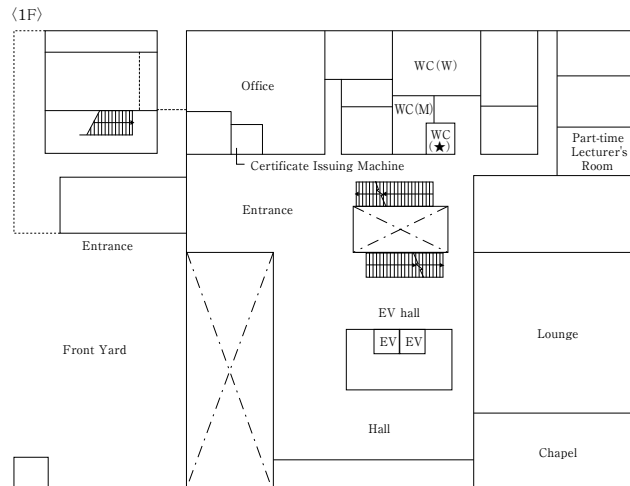 〈1F〉
WC(W)
Office
WC(M)
WC
(★)
Part-time
Lecturer's
Room
Certificate Issuing Machine
Entrance
Entrance
EV hall
EV EV
Lounge
Front Yard
Hall
Chapel